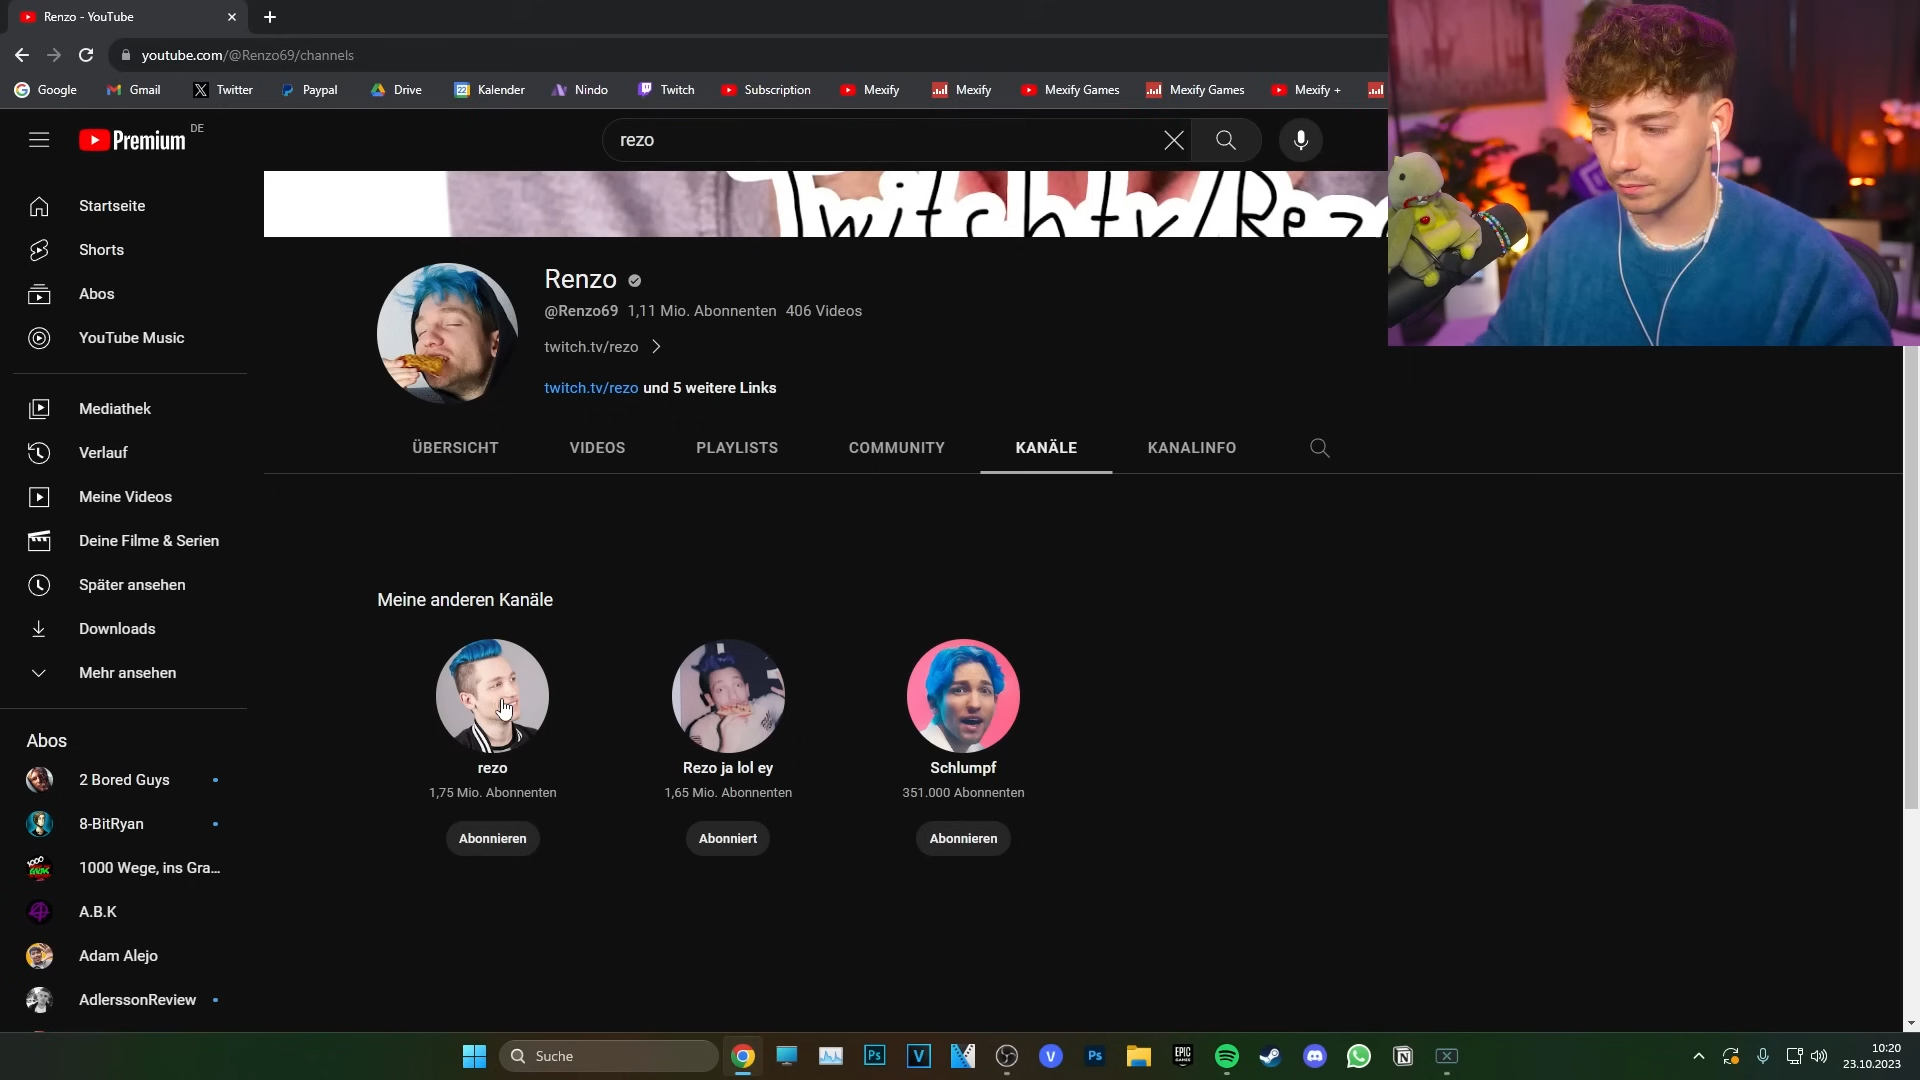 Renzo - YouTube
youtube.com/@Renzo69/channels
Google
Gmail
Twitter
Paypal
Drive
Kalender
Nindo
Twitch
Subscription
Mexify
Mexify
Mexify Games
Mexify Games
Mexify +
Premium DE
rezo
Startseite
Shorts
Abos
YouTube Music
Mediathek
Verlauf
Meine Videos
Deine Filme & Serien
Später ansehen
Downloads
Mehr ansehen
Abos
2 Bored Guys
8-BitRyan
1000 Wege, ins Gra...
A.B.K
Adam Alejo
AdlerssonReview
Renzo
@Renzo69 1,11 Mio. Abonnenten 406 Videos
twitch.tv/rezo
twitch.tv/rezo und 5 weitere Links
ÜBERSICHT
VIDEOS
PLAYLISTS
COMMUNITY
KANÄLE
KANALINFO
Meine anderen Kanäle
rezo
1,75 Mio. Abonnenten
Abonnieren
Rezo ja lol ey
1,65 Mio. Abonnenten
Abonniert
Schlumpf
351.000 Abonnenten
Abonnieren
Suche
10:20
23.10.2023